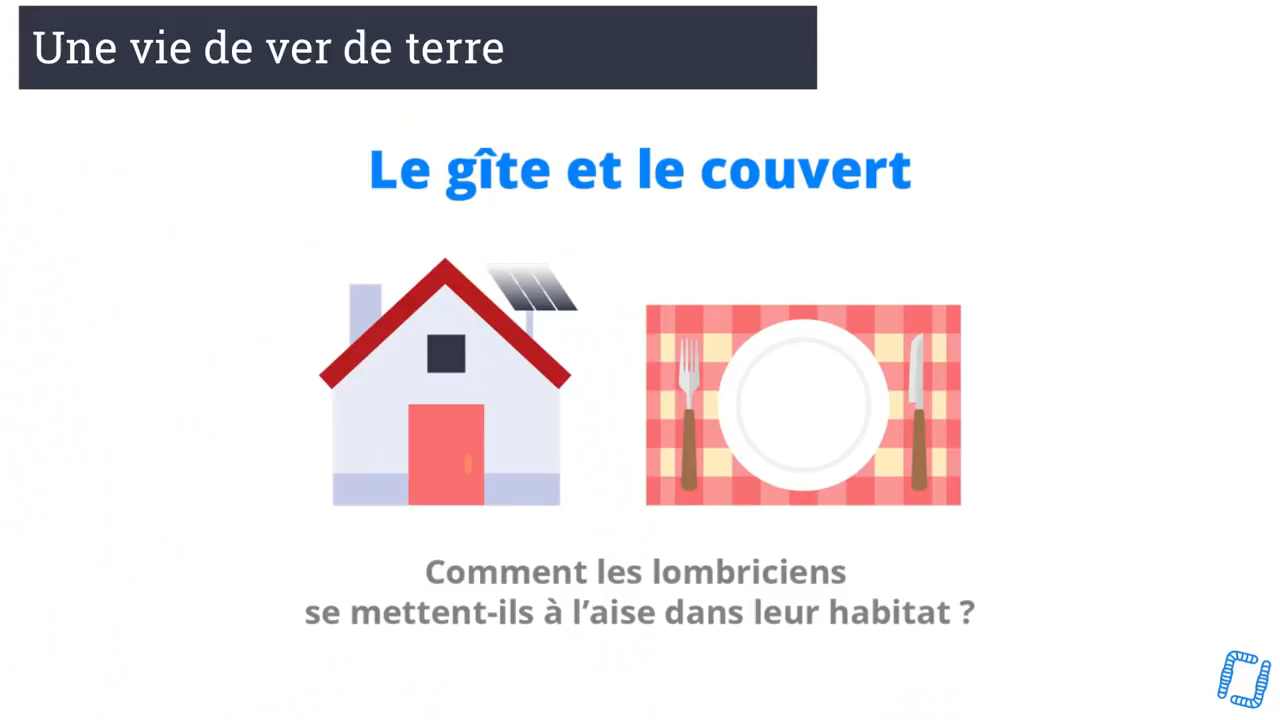 Une vie de ver de terre
Le gîte et le couvert
Comment les lombriciens
se mettent-ils à l’aise dans leur habitat ?